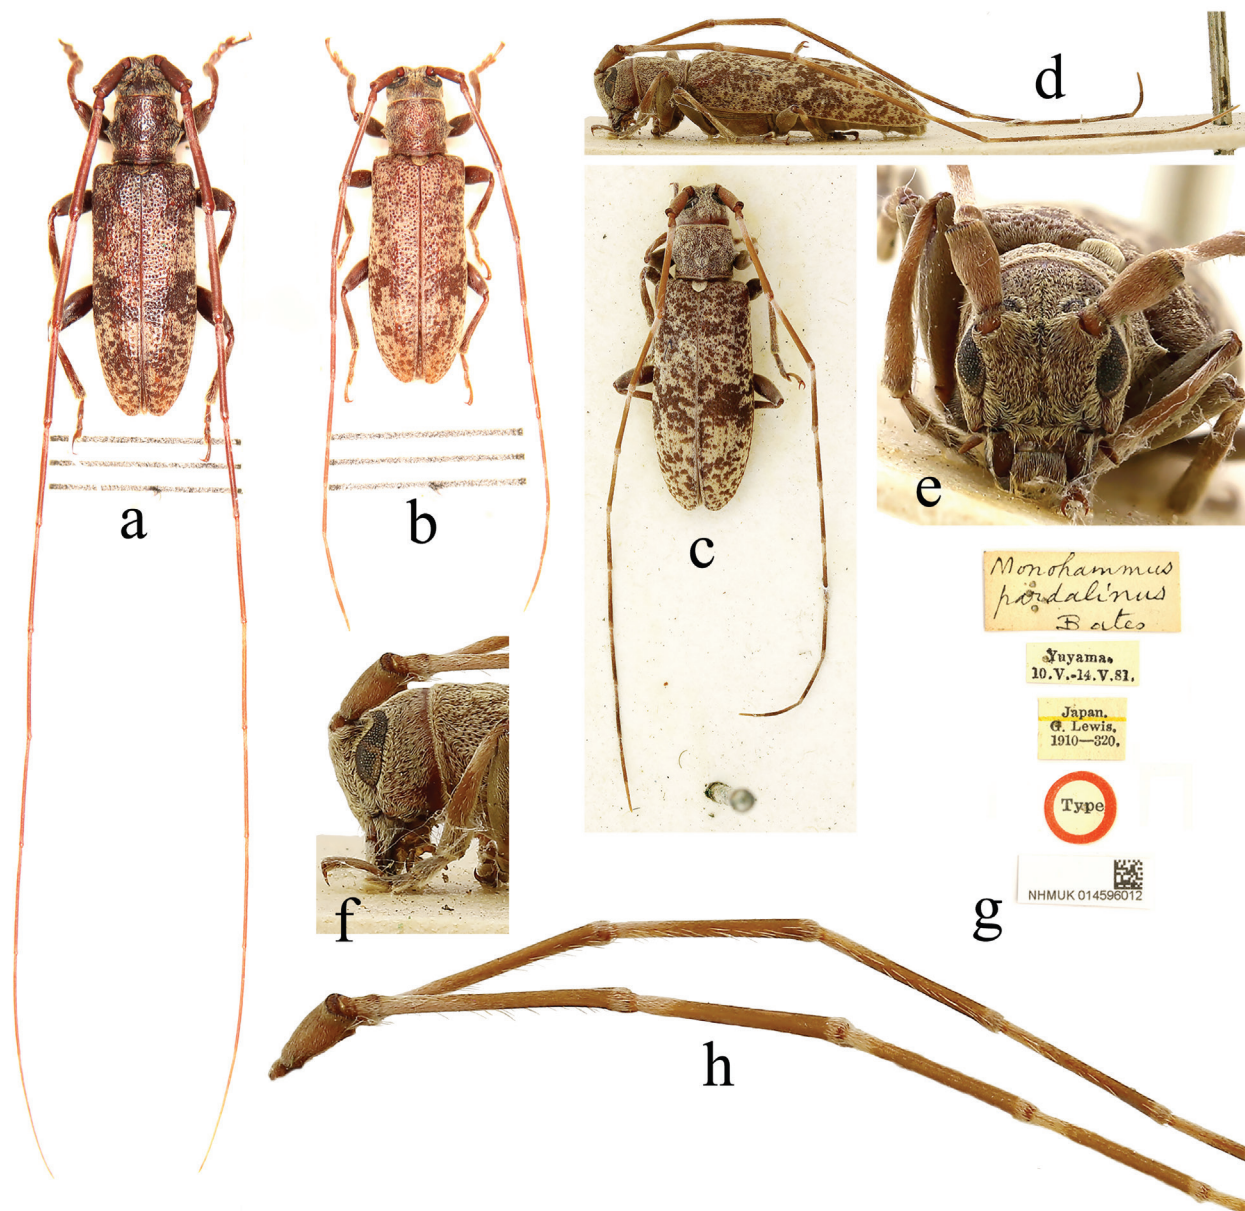 a
b
c
d
e
f
g
h
Monohammus
pardalinus
Bates
Yuyama.
10.V.-14.V.81.
Japan.
G. Lewis.
1910—320.
Type
NHMUK 014596012